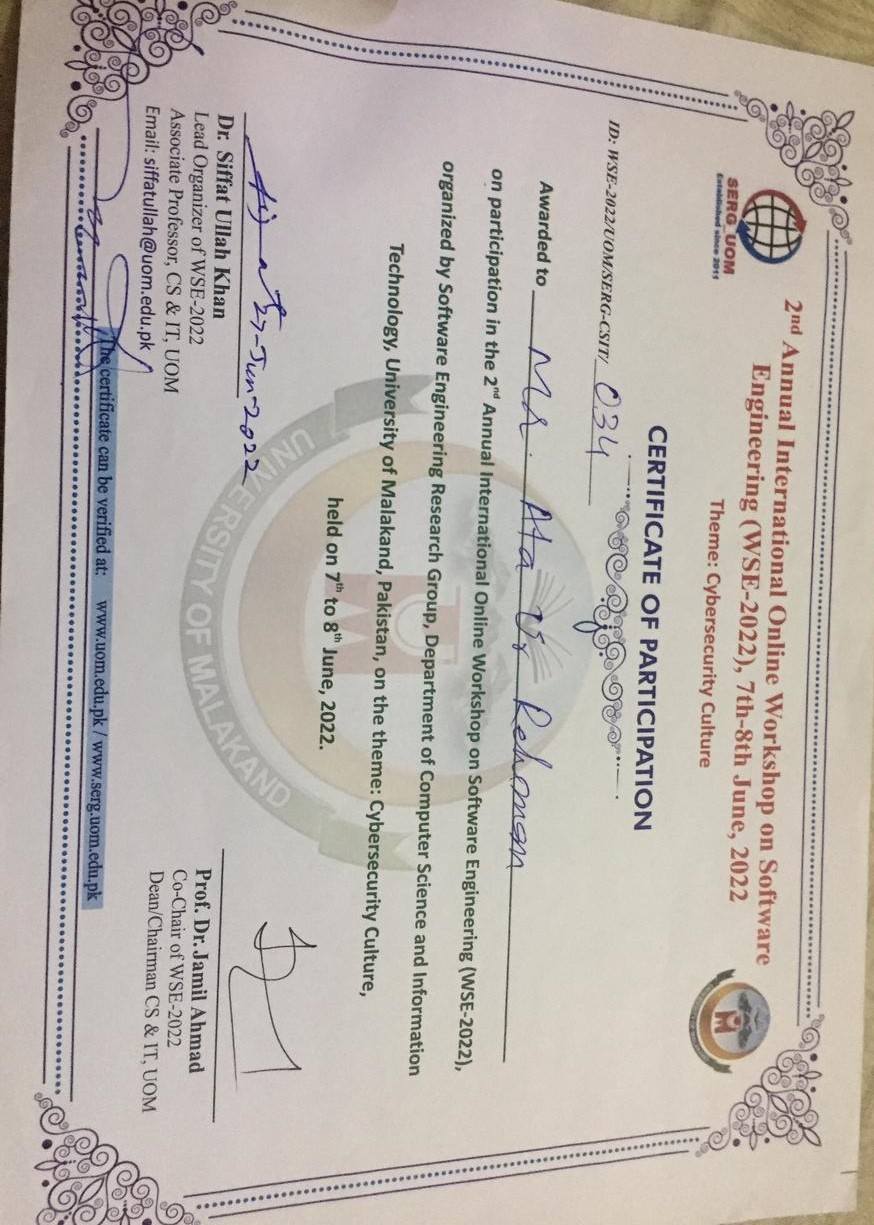 SERG_UOM
Established since 2011
2nd Annual International Online Workshop on Software
Engineering (WSE-2022), 7th-8th June, 2022
Theme: Cybersecurity Culture
CERTIFICATE OF PARTICIPATION
ID: WSE-2022/UOM/SERG-CSIT/ 034
Awarded to Mr. Ata Ur Rehman
on participation in the 2nd Annual International Online Workshop on Software Engineering (WSE-2022),
organized by Software Engineering Research Group, Department of Computer Science and Information
Technology, University of Malakand, Pakistan, on the theme: Cybersecurity Culture,
held on 7th to 8th June, 2022.
UNIVERSITY OF MALAKAND
27-Jun-2022
Dr. Siffat Ullah Khan
Lead Organizer of WSE-2022
Associate Professor, CS & IT, UOM
Email: siffatullah@uom.edu.pk
Prof. Dr. Jamil Ahmad
Co-Chair of WSE-2022
Dean/Chairman CS & IT, UOM
The certificate can be verified at: www.uom.edu.pk / www.serg.uom.edu.pk